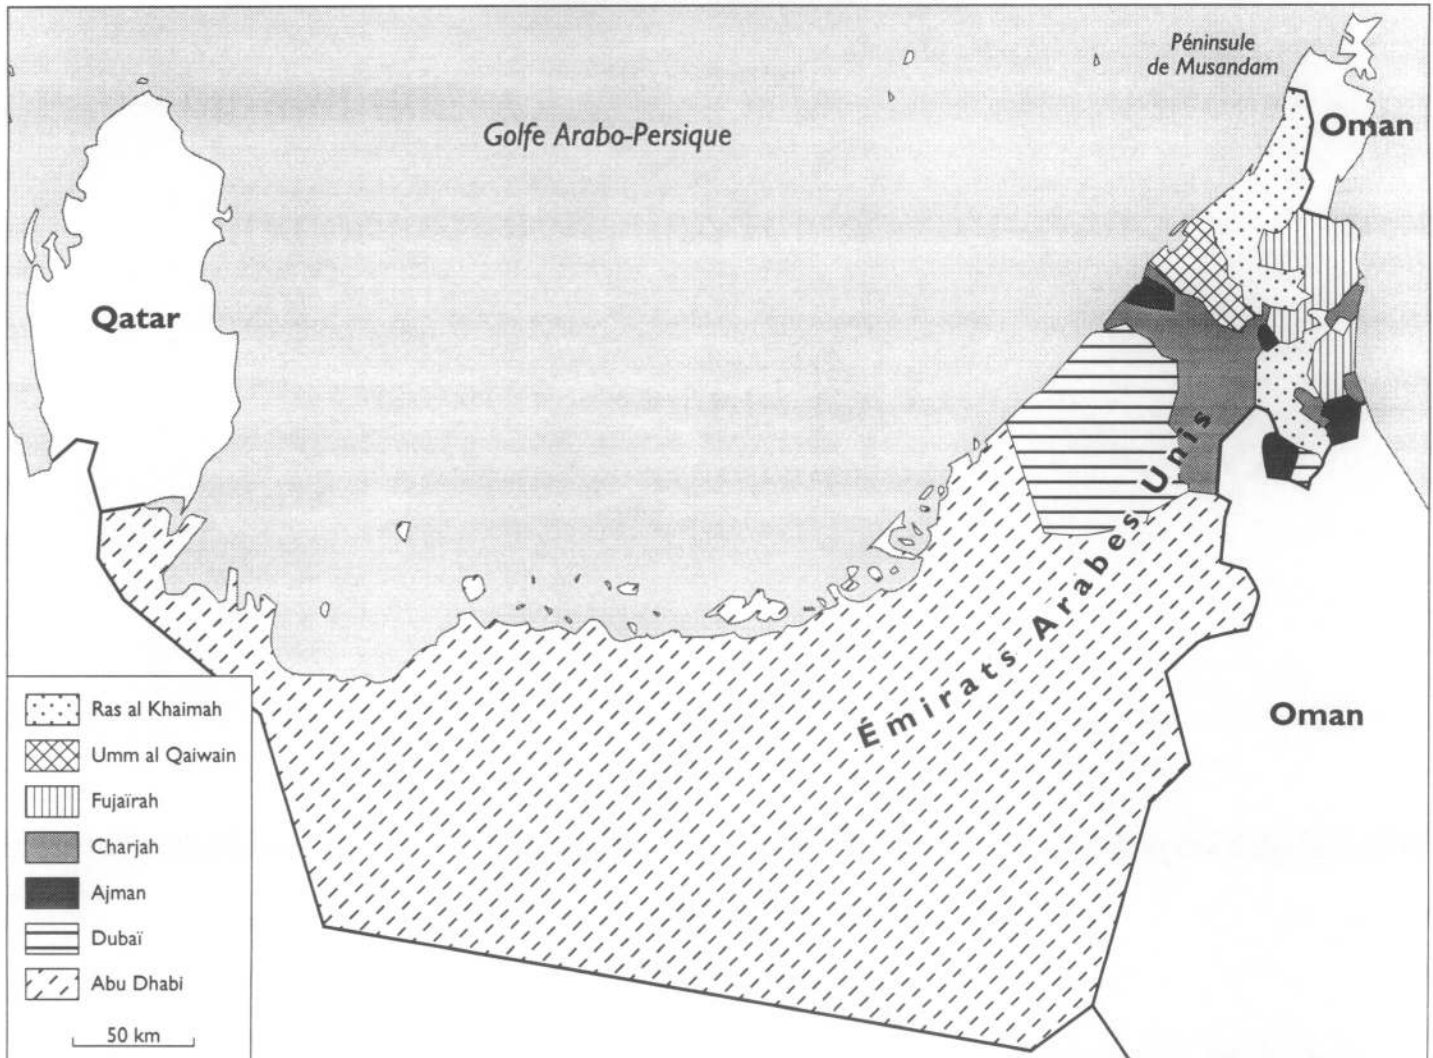 Péninsule
de Musandam
Oman
Golfe Arabo-Persique
Qatar
Émirats Arabes Unis
Oman
Ras al Khaimah
Umm al Qaiwain
Fujaïrah
Charjah
Ajman
Dubaï
Abu Dhabi
50 km